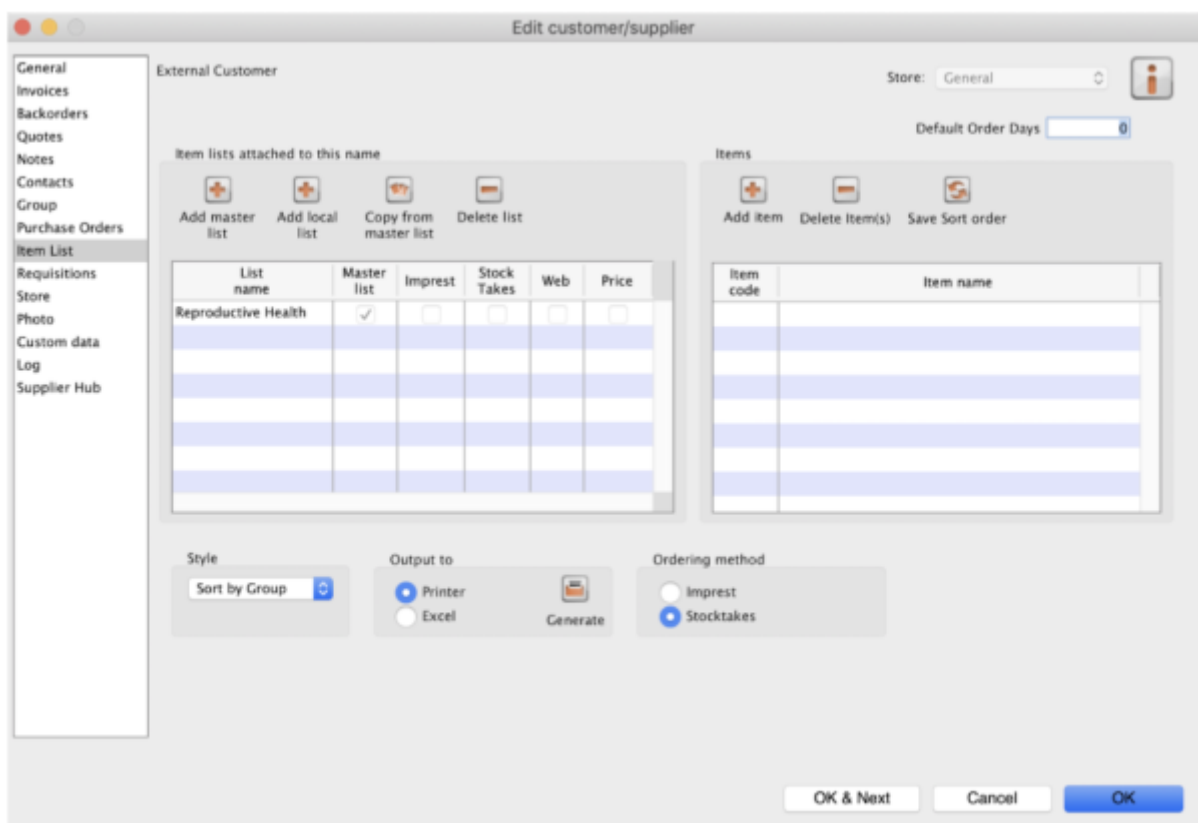 Edit customer/supplier
General
Invoices
Backorders
Quotes
Notes
Contacts
Group
Purchase Orders
Item List
Requisitions
Store
Photo
Custom data
Log
Supplier Hub
External Customer
Store: General
Default Order Days 0
Item lists attached to this name
Add master list
Add local list
Copy from master list
Delete list
List name Master list Imprest Stock Takes Web Price
Reproductive Health
Items
Add item
Delete Item(s)
Save Sort order
Item code Item name
Style
Sort by Group
Output to
Printer
Excel
Generate
Ordering method
Imprest
Stocktakes
OK & Next Cancel OK